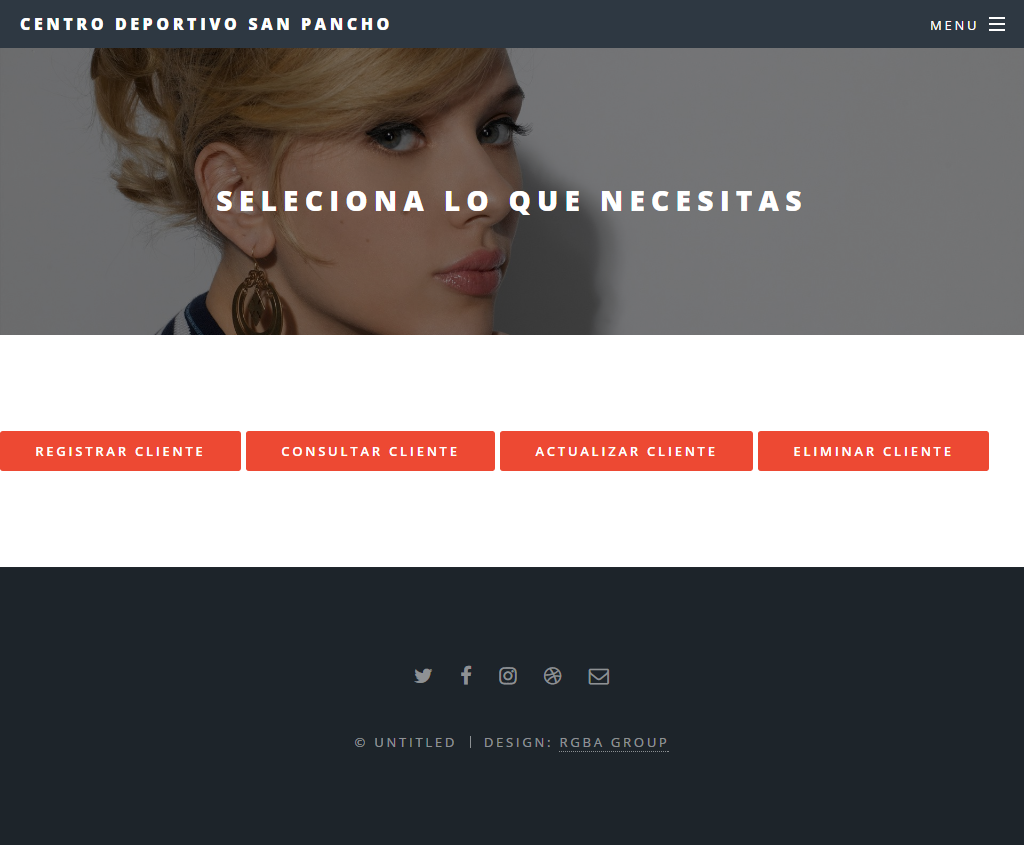 CENTRO DEPORTIVO SAN PANCHO
MENU
SELECIONA LO QUE NECESITAS
REGISTRAR CLIENTE
CONSULTAR CLIENTE
ACTUALIZAR CLIENTE
ELIMINAR CLIENTE
© UNTITLED | DESIGN: RGBA GROUP